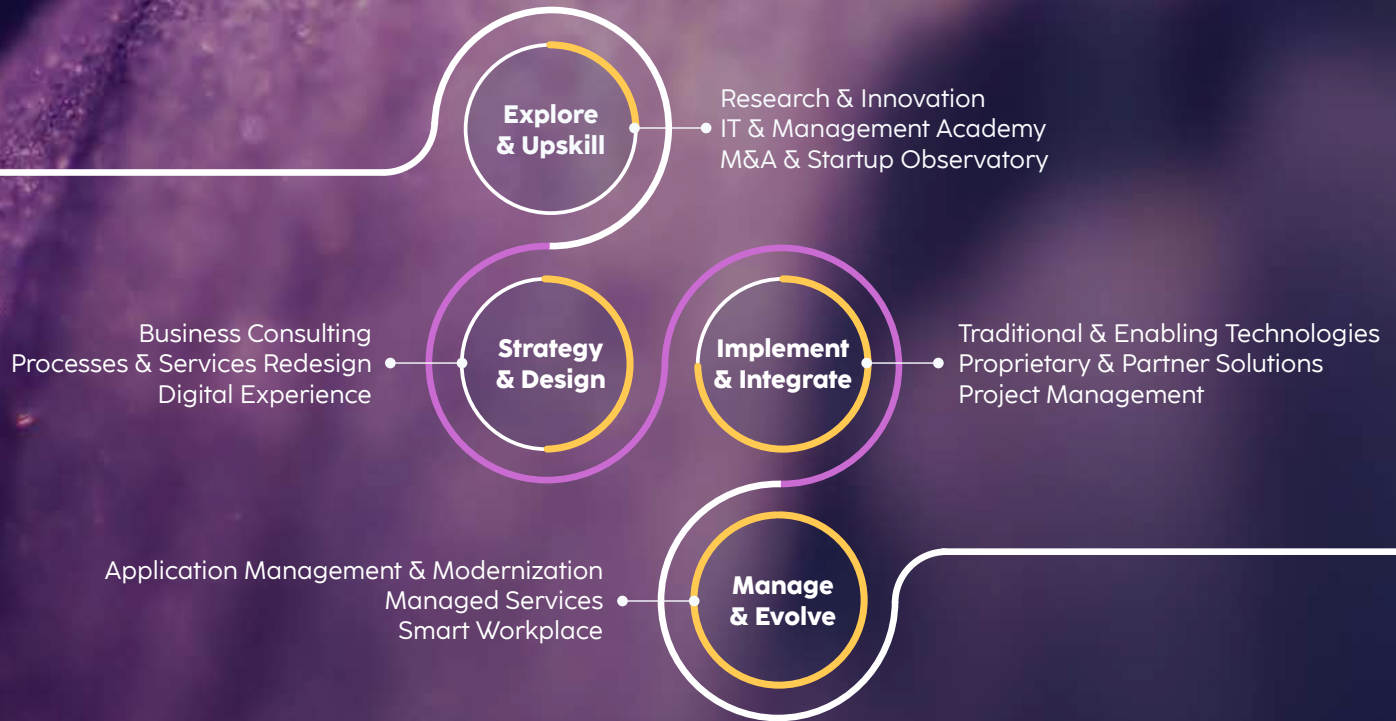 Explore
& Upskill
Research & Innovation
IT & Management Academy
M&A & Startup Observatory
Business Consulting
Processes & Services Redesign
Digital Experience
Strategy
& Design
Implement
& Integrate
Traditional & Enabling Technologies
Proprietary & Partner Solutions
Project Management
Application Management & Modernization
Managed Services
Smart Workplace
Manage
& Evolve